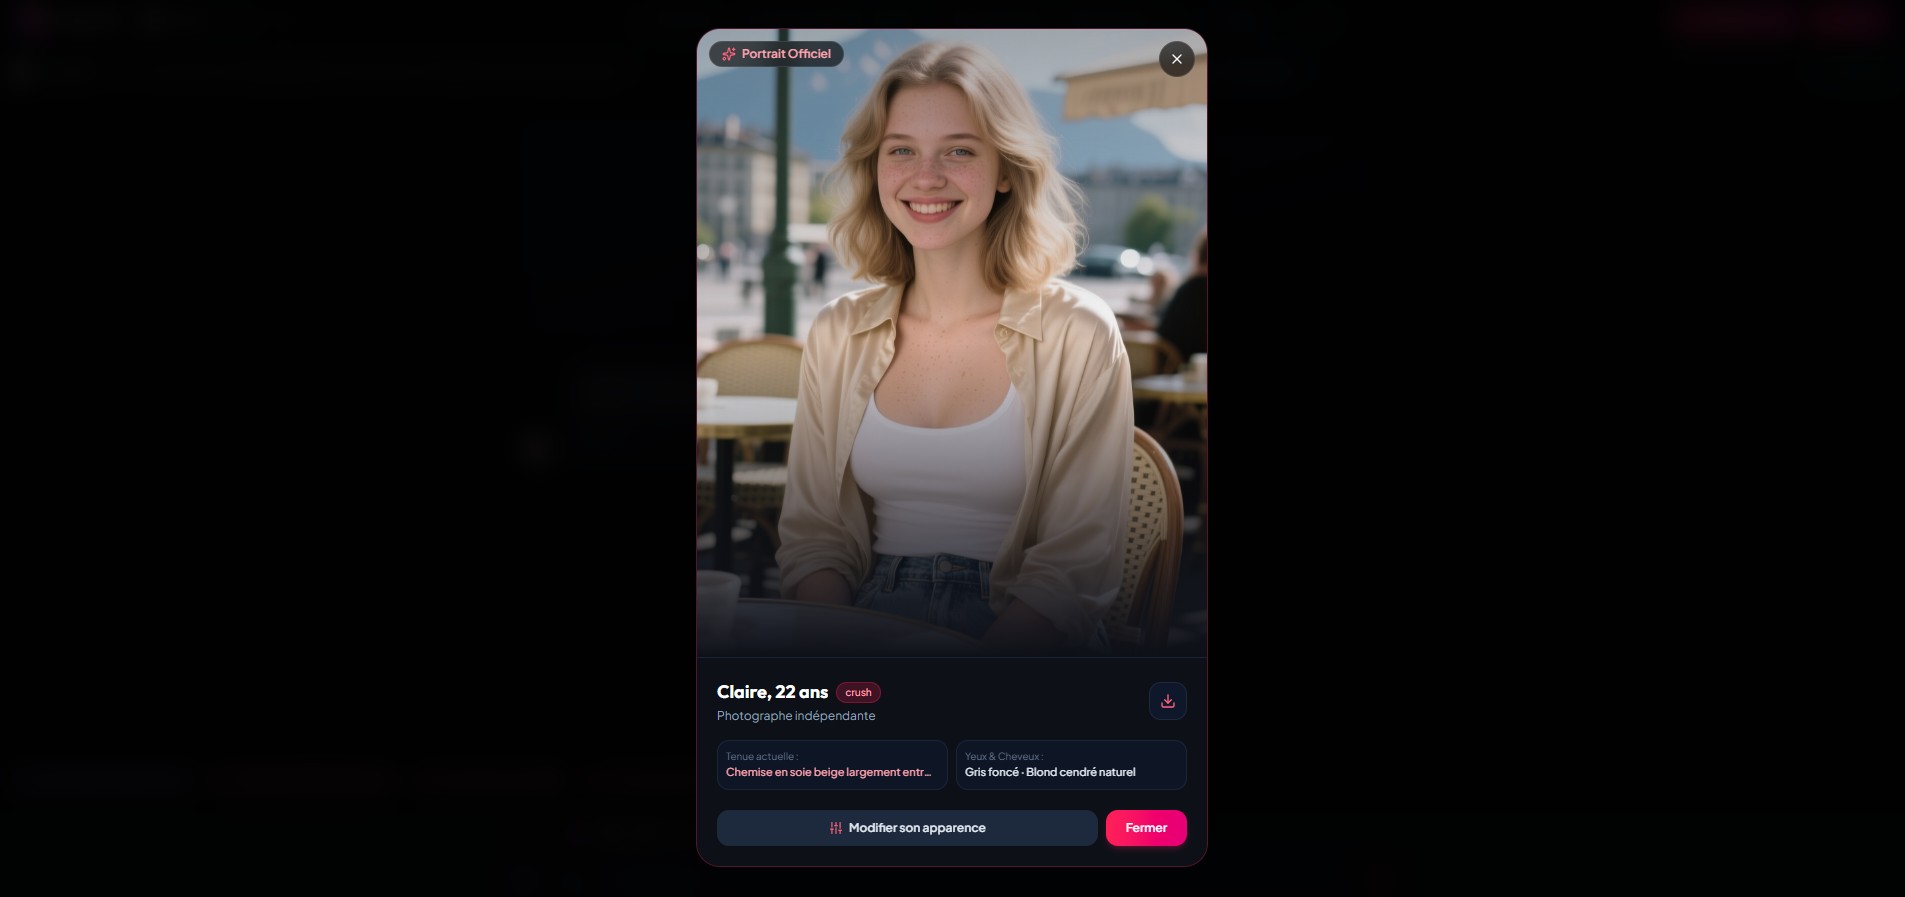 Portrait Officiel
Claire, 22 ans crush
Photographe indépendante
Tenue actuelle :
Chemise en soie beige largement entr...
Yeux & Cheveux :
Gris foncé · Blond cendré naturel
Modifier son apparence
Fermer